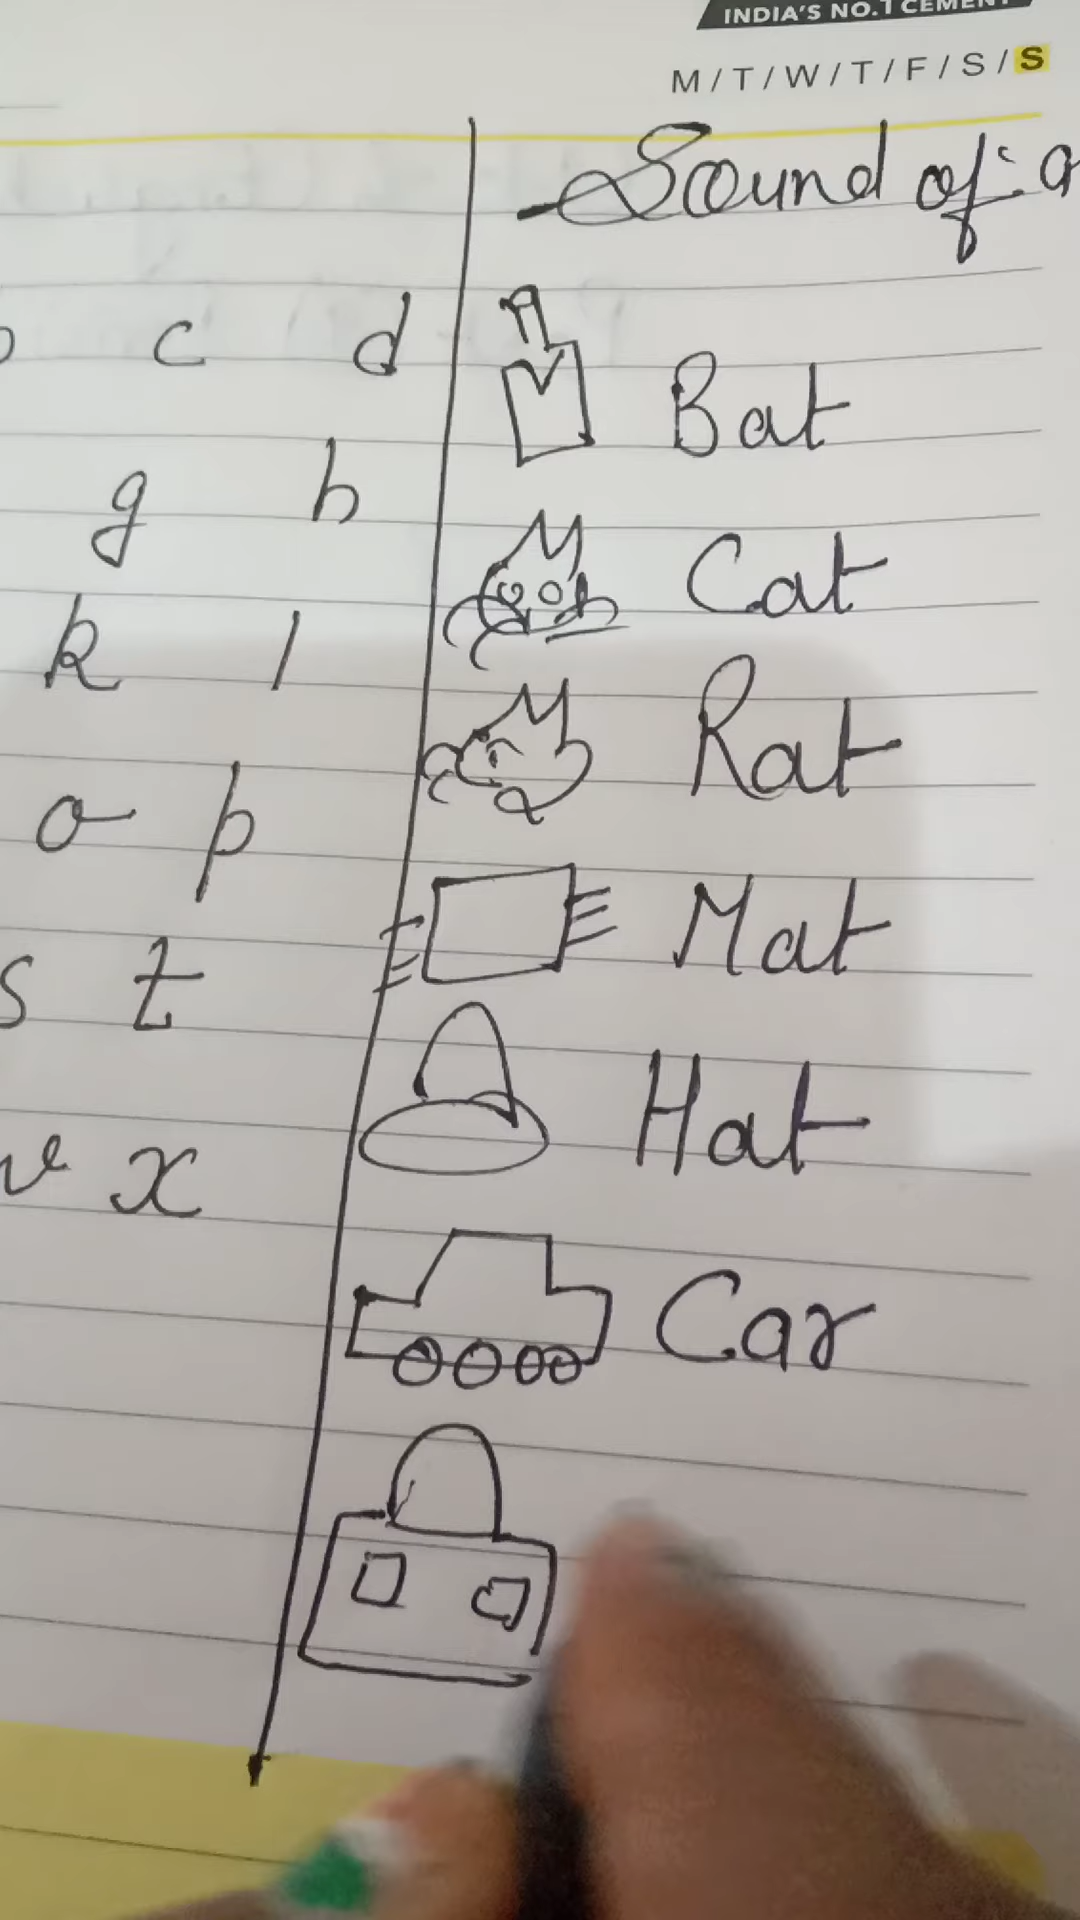 INDIA'S NO.1 CEMENT
M/T/W/T/F/S/S
Sound of: a
c d
Bat
g h
Cat
k l
Rat
o p
Mat
s t
Hat
x
Car